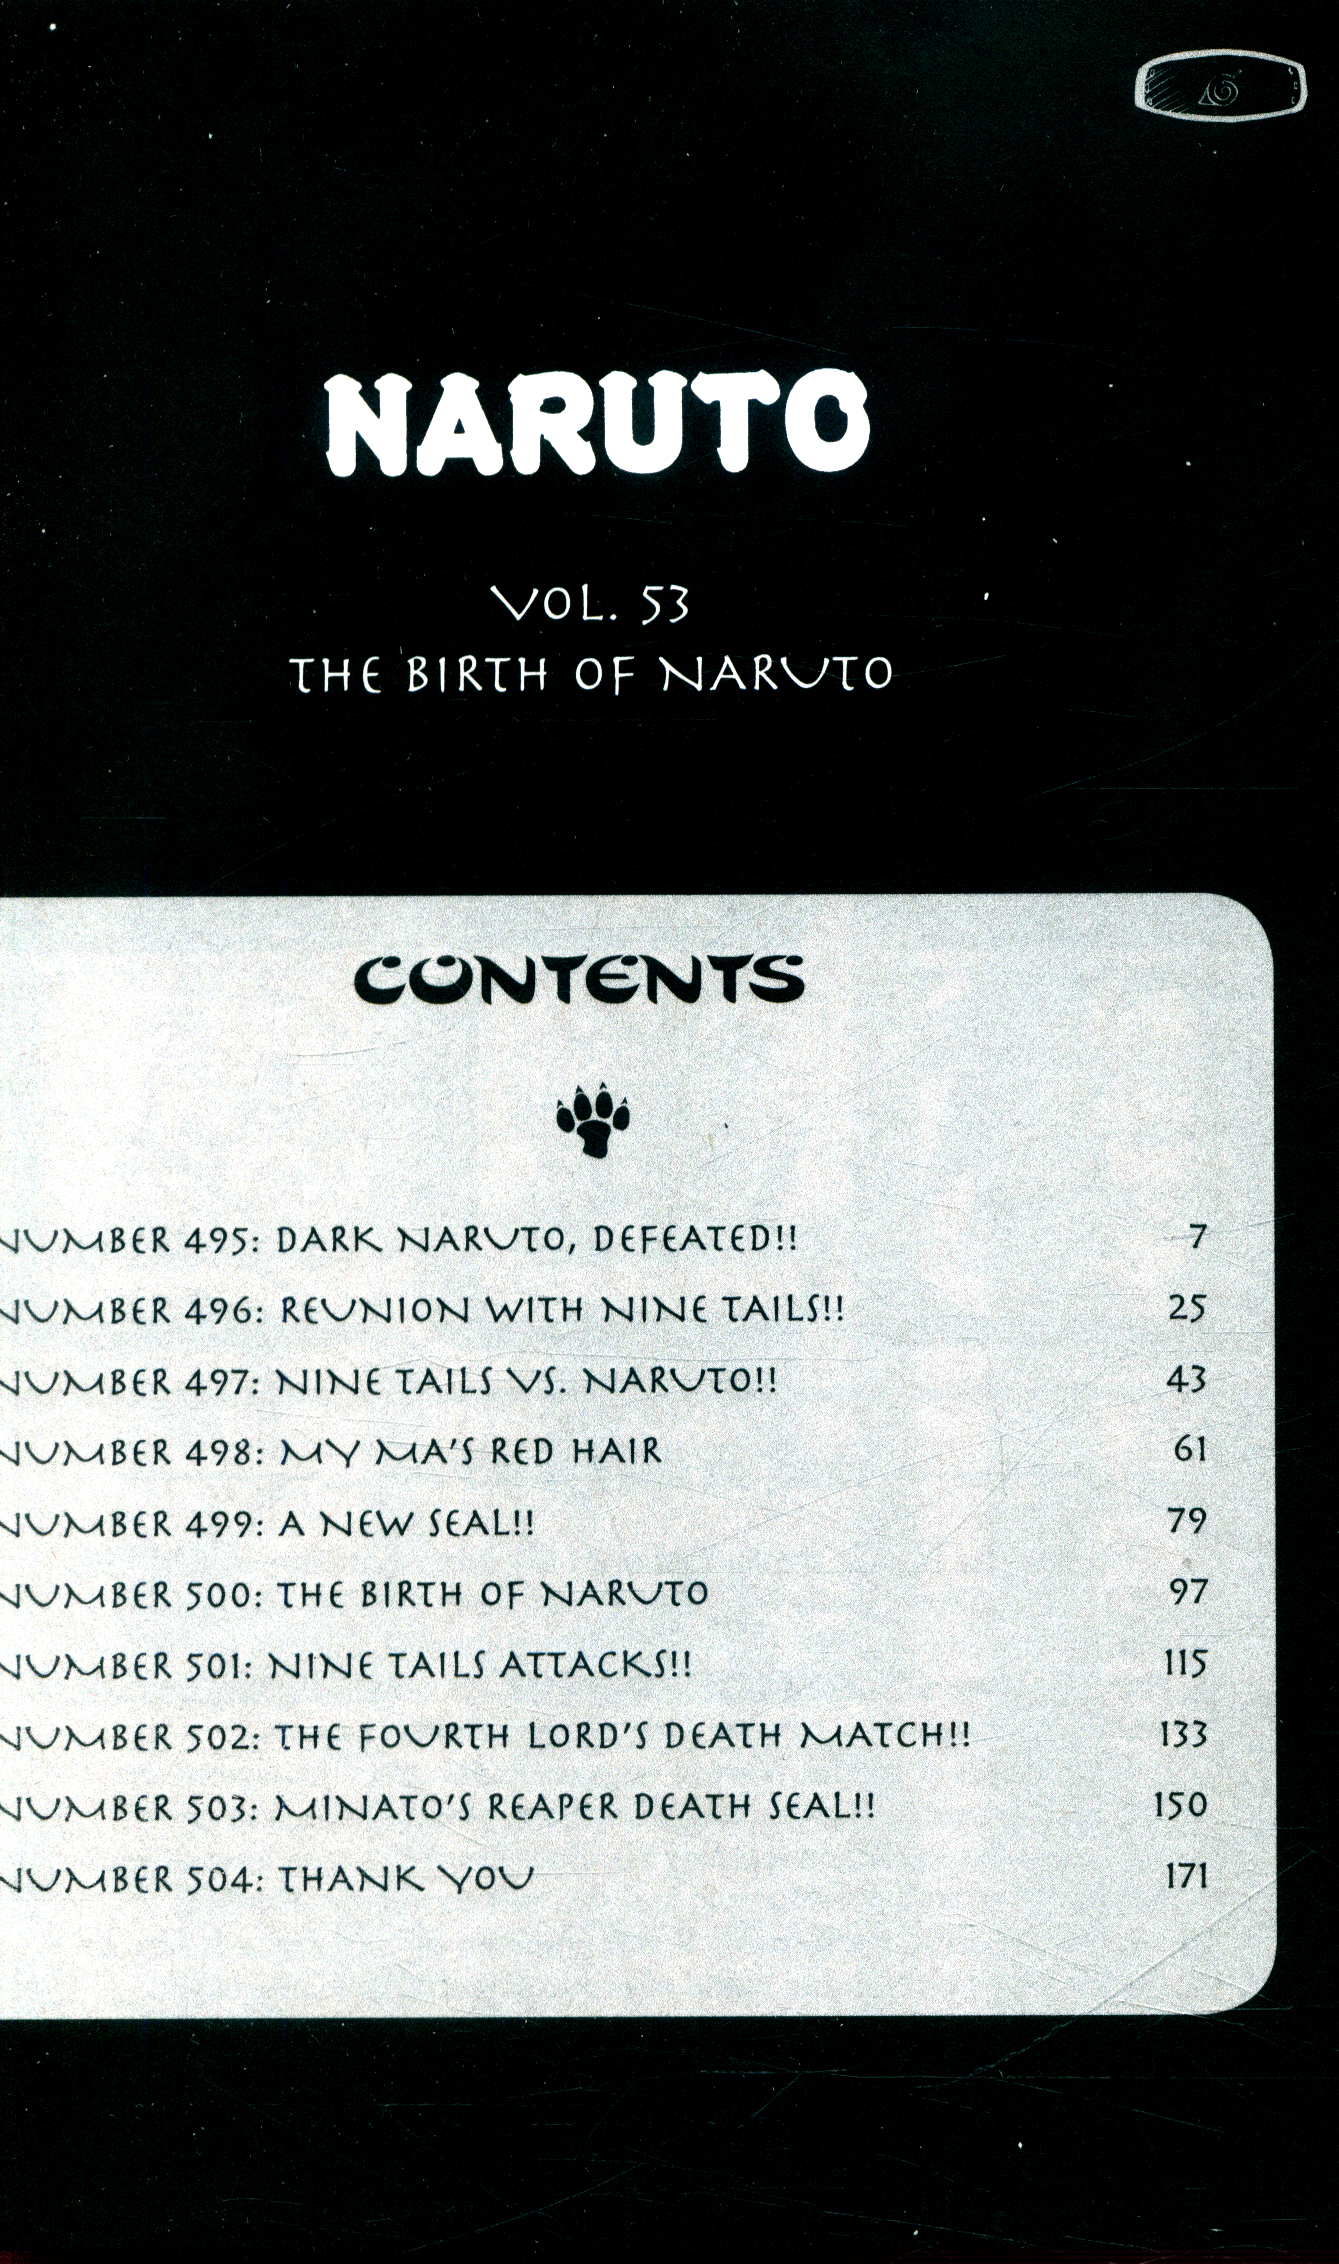 NARUTO
VOL. 53
THE BIRTH OF NARUTO
CONTENTS
NUMBER 495: DARK NARUTO, DEFEATED!! 7
NUMBER 496: REUNION WITH NINE TAILS!! 25
NUMBER 497: NINE TAILS VS. NARUTO!! 43
NUMBER 498: MY MA'S RED HAIR 61
NUMBER 499: A NEW SEAL!! 79
NUMBER 500: THE BIRTH OF NARUTO 97
NUMBER 501: NINE TAILS ATTACKS!! 115
NUMBER 502: THE FOURTH LORD'S DEATH MATCH!! 133
NUMBER 503: MINATO'S REAPER DEATH SEAL!! 150
NUMBER 504: THANK YOU 171